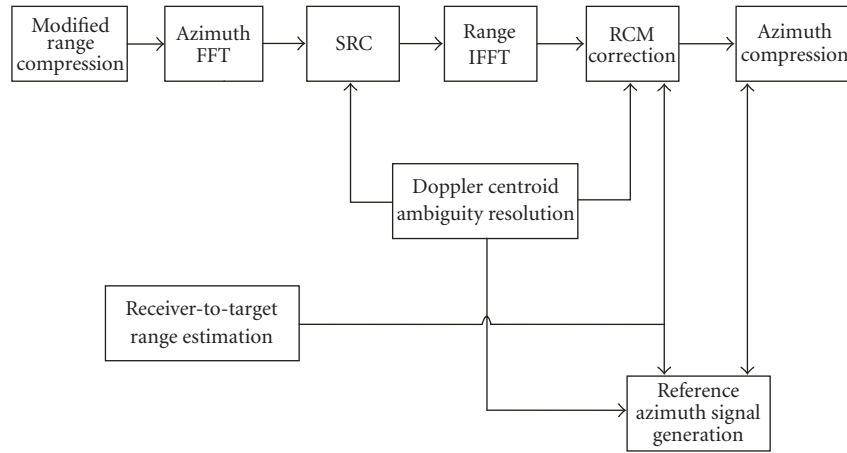 Modified
range
compression
Azimuth
FFT
SRC
Range
IFFT
RCM
correction
Azimuth
compression
Doppler centroid
ambiguity resolution
Receiver-to-target
range estimation
Reference
azimuth signal
generation